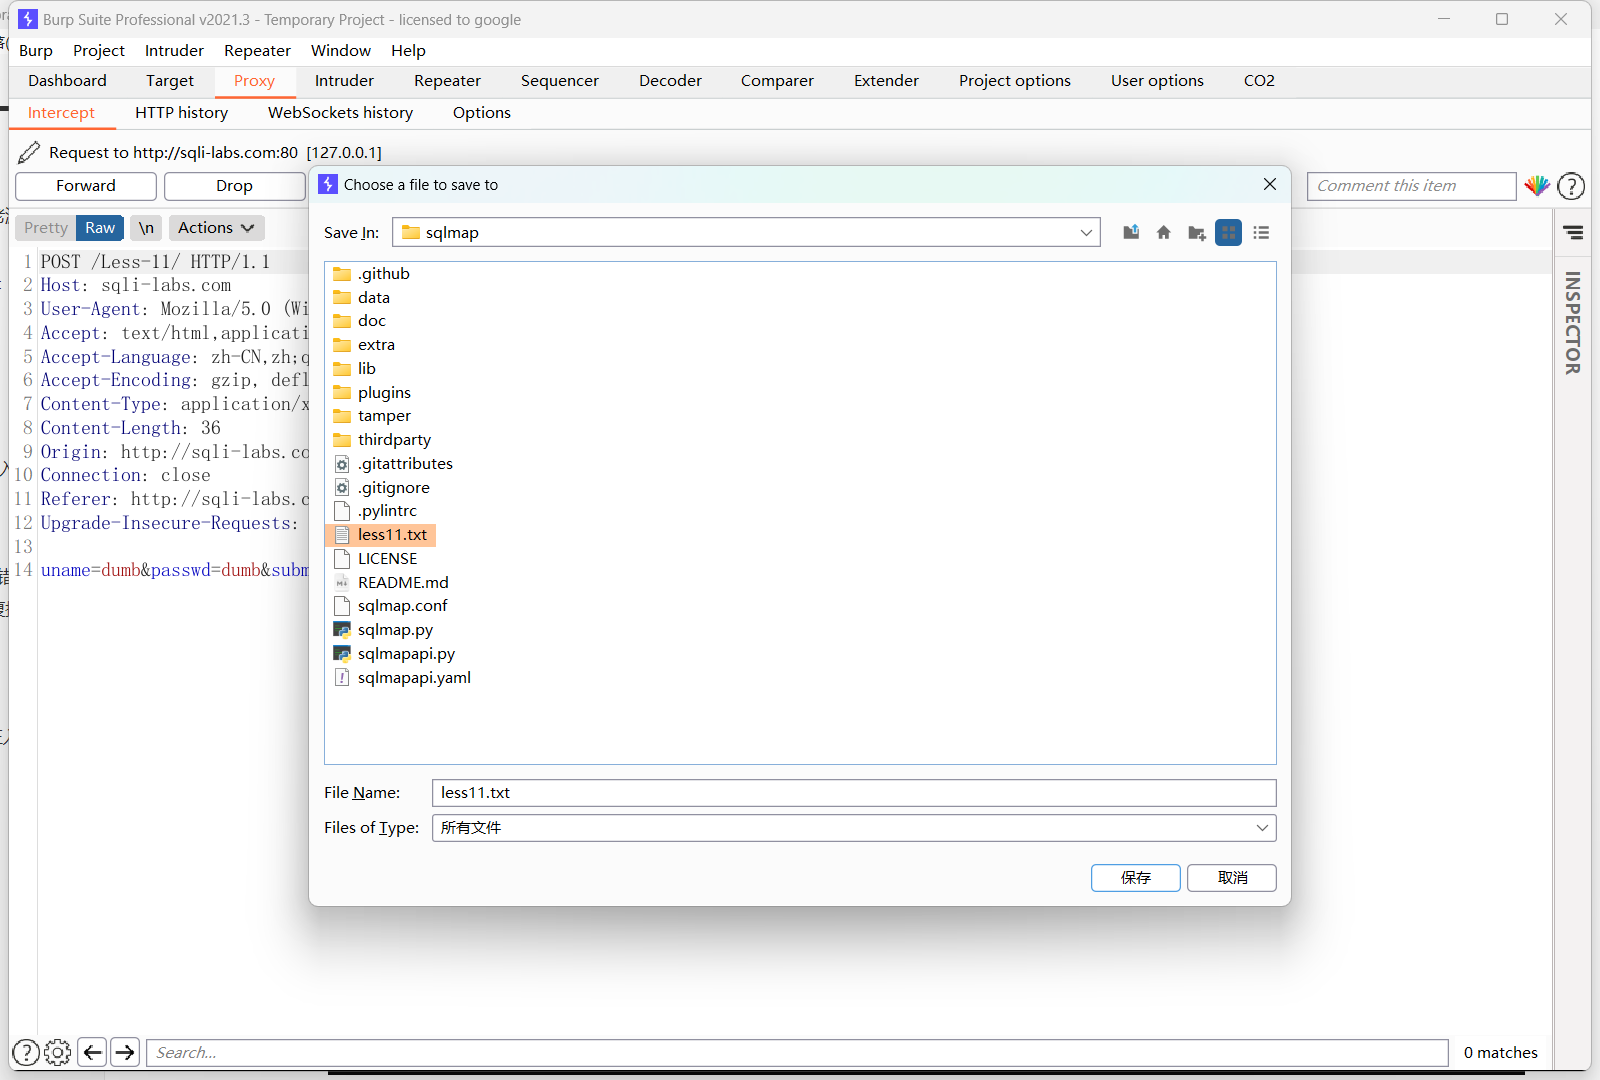 Burp Suite Professional v2021.3 - Temporary Project - licensed to google
Burp Project Intruder Repeater Window Help
Dashboard Target Proxy Intruder Repeater Sequencer Decoder Comparer Extender Project options User options CO2
Intercept HTTP history WebSockets history Options
Request to http://sqli-labs.com:80 [127.0.0.1]
Forward Drop
Comment this item
Pretty Raw \n Actions
1 POST /Less-11/ HTTP/1.1
2 Host: sqli-labs.com
3 User-Agent: Mozilla/5.0 (Wi
4 Accept: text/html,applicati
5 Accept-Language: zh-CN,zh;q
6 Accept-Encoding: gzip, defl
7 Content-Type: application/x
8 Content-Length: 36
9 Origin: http://sqli-labs.co
10 Connection: close
11 Referer: http://sqli-labs.c
12 Upgrade-Insecure-Requests:
13
14 uname=dumb&passwd=dumb&subm
INSPECTOR
Choose a file to save to
Save In: sqlmap
.github
data
doc
extra
lib
plugins
tamper
thirdparty
.gitattributes
.gitignore
.pylintrc
less11.txt
LICENSE
README.md
sqlmap.conf
sqlmap.py
sqlmapapi.py
sqlmapapi.yaml
File Name: less11.txt
Files of Type: 所有文件
保存 取消
Search...
0 matches